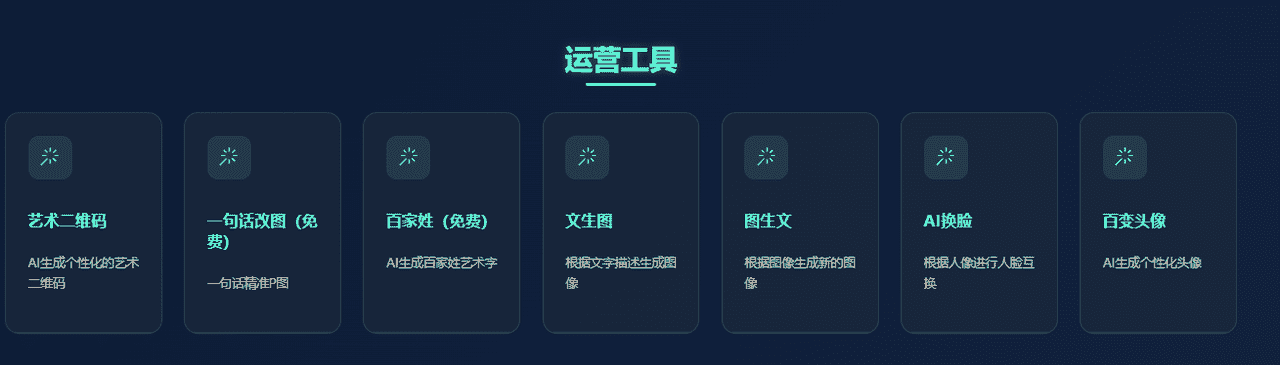 运营工具
艺术二维码
AI生成个性化的艺术
二维码
一句话改图（免
费）
一句话精准P图
百家姓（免费）
AI生成百家姓艺术字
文生图
根据文字描述生成图
像
图生文
根据图像生成新的图
像
AI换脸
根据人像进行人脸互
换
百变头像
AI生成个性化头像